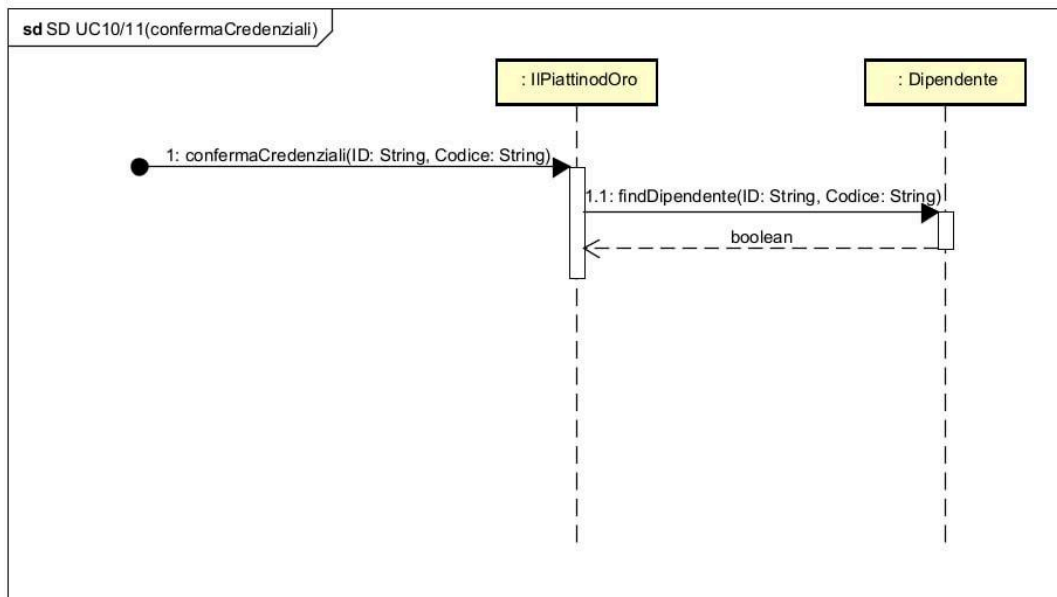 sd SD UC10/11(confermaCredenziali)
: IlPiattinodOro
: Dipendente
1: confermaCredenziali(ID: String, Codice: String)
1.1: findDipendente(ID: String, Codice: String)
boolean